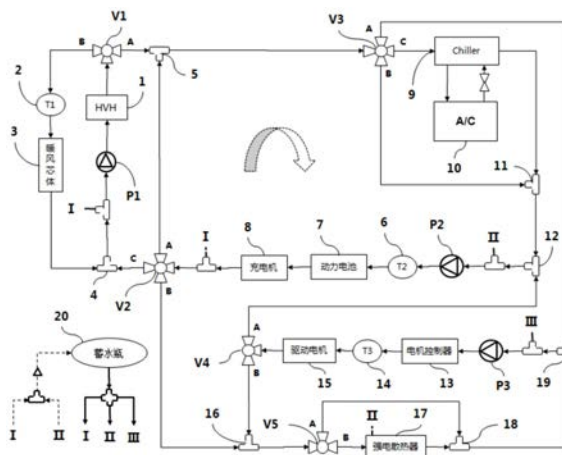 V1
V3
A
B
A
A
C
Chiller
2
T1
1
HVH
5
B
9
3
暖风芯体
A/C
10
P1
11
I
I
8
7
6
P2
II
12
A
4
C
充电机
动力电池
T2
V2
B
A
III
20
蓄水瓶
V4
驱动电机
T3
电机控制器
B
15
14
13
P3
19
16
V5
A
II
17
18
I
II
I
II
III
B
强电散热器